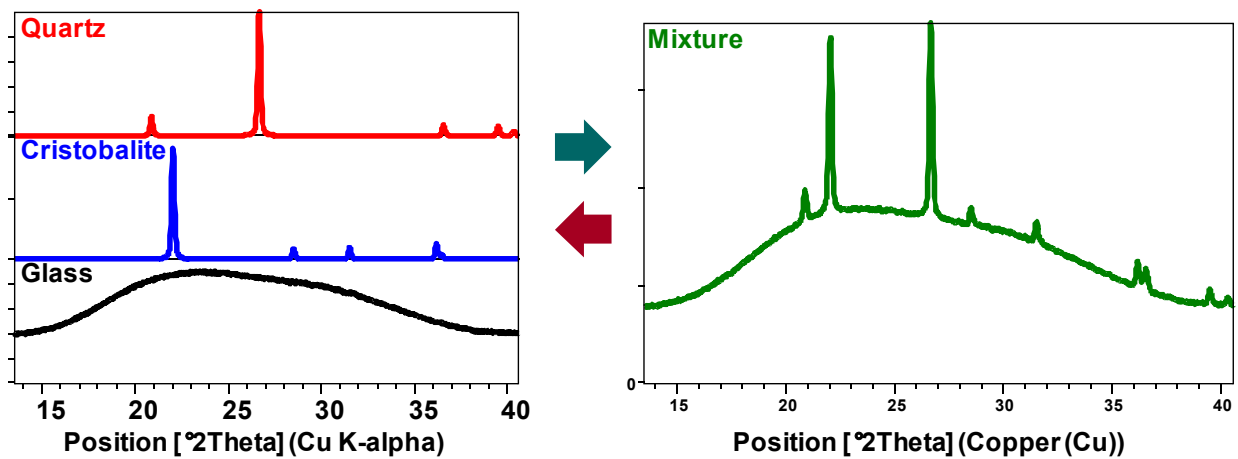 Quartz
Cristobalite
Glass
15 20 25 30 35 40
Position [°2Theta] (Cu K-alpha)
Mixture
0
15 20 25 30 35 40
Position [°2Theta] (Copper (Cu))